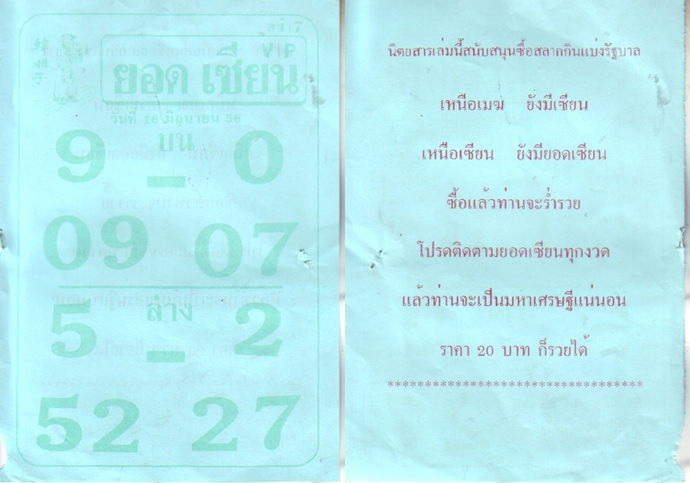 VIP
ยอดเซียน
วันที่ 16 มิถุนายน 56
บน
9 - 0
09 07
ล่าง
5 - 2
52 27
นิตยสารเล่มนี้สนับสนุนซื้อสลากกินแบ่งรัฐบาล
เหนือเมฆ ยังมีเซียน
เหนือเซียน ยังมียอดเซียน
ซื้อแล้วท่านจะร่ำรวย
โปรดติดตามยอดเซียนทุกงวด
แล้วท่านจะเป็นมหาเศรษฐีแน่นอน
ราคา 20 บาท ก็รวยได้
**********************************